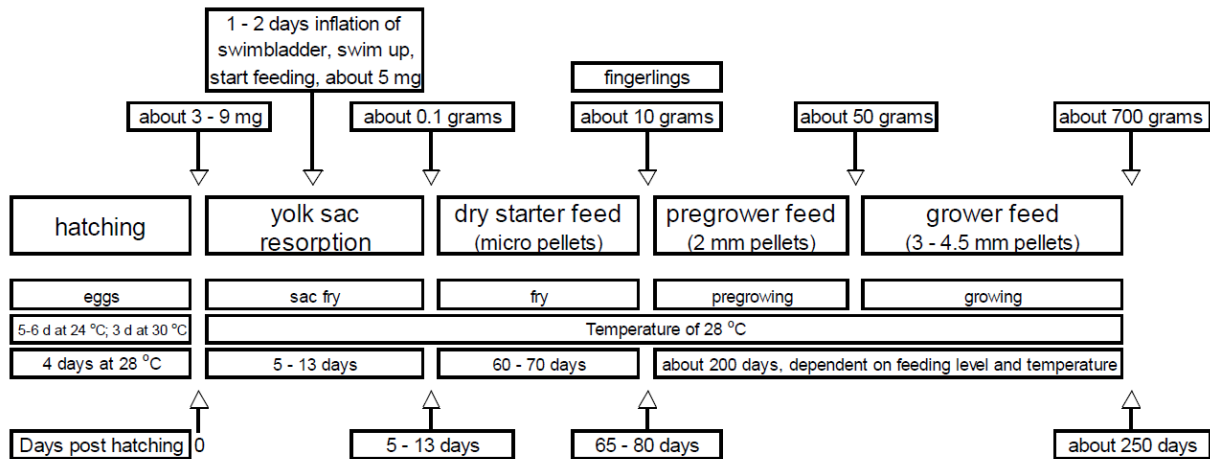 1 - 2 days inflation of
swimbladder, swim up,
start feeding, about 5 mg
fingerlings
about 3 - 9 mg
about 0.1 grams
about 10 grams
about 50 grams
about 700 grams
hatching
yolk sac
resorption
dry starter feed
(micro pellets)
pregrower feed
(2 mm pellets)
grower feed
(3 - 4.5 mm pellets)
eggs
sac fry
fry
pregrowing
growing
5-6 d at 24 °C; 3 d at 30 °C
Temperature of 28 °C
4 days at 28 °C
5 - 13 days
60 - 70 days
about 200 days, dependent on feeding level and temperature
Days post hatching 0
5 - 13 days
65 - 80 days
about 250 days